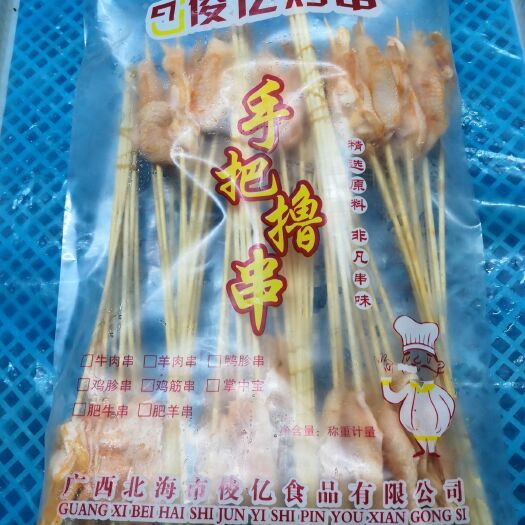 俊亿烤串
手把撸串
精选原料 非凡串味
牛肉串 羊肉串 鸭胗串
鸡胗串 鸡筋串 掌中宝
肥牛串 肥羊串
净含量：称重计量
广西北海市俊亿食品有限公司
GUANG XI BEI HAI SHI JUN YI SHI PIN YOU XIAN GONG SI